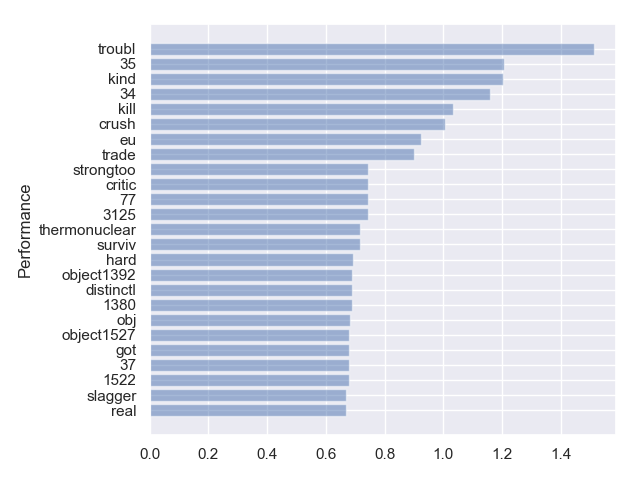 troubl
35
kind
34
kill
crush
eu
trade
strongtoo
critic
77
3125
thermonuclear
surviv
hard
object1392
distinctl
1380
obj
object1527
got
37
1522
slagger
real
Performance
0.0 0.2 0.4 0.6 0.8 1.0 1.2 1.4